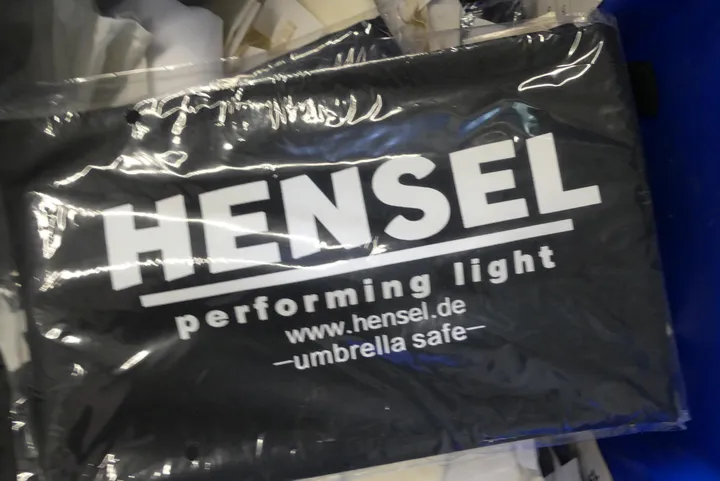 HENSEL
performing light
www.hensel.de
—umbrella safe—